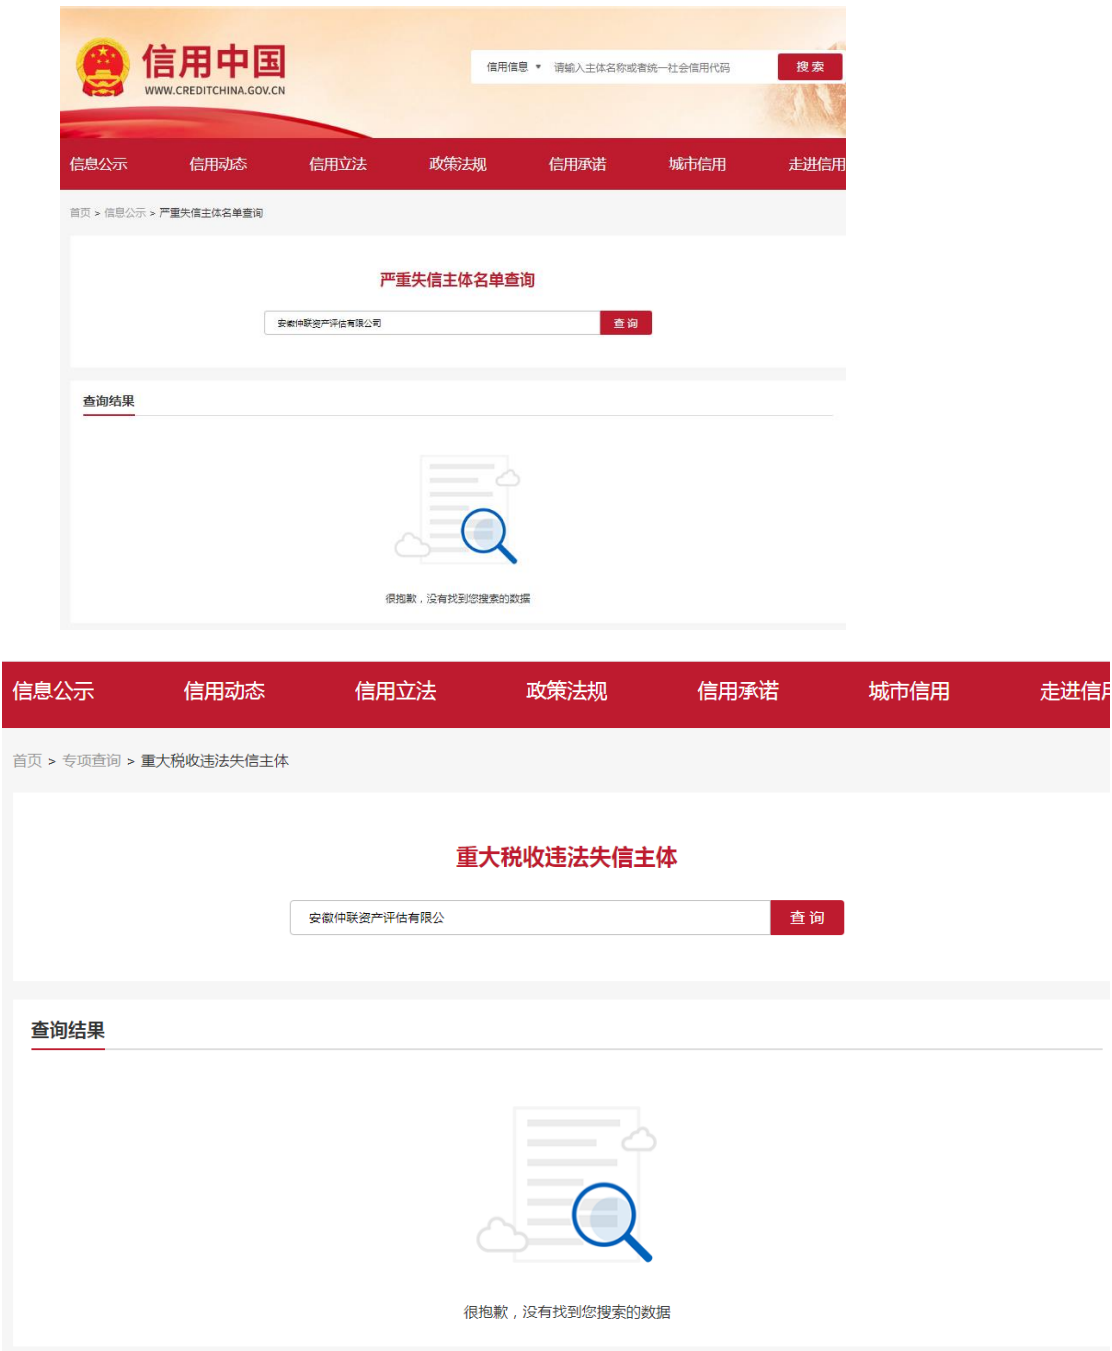 信用中国
WWW.CREDITCHINA.GOV.CN
信用信息 请输入主体名称或者统一社会信用代码 搜索
信息公示 信用动态 信用立法 政策法规 信用承诺 城市信用 走进信用
首页 > 信息公示 > 严重失信主体名单查询
严重失信主体名单查询
安徽仲联资产评估有限公司 查询
查询结果
很抱歉，没有找到您搜索的数据
信息公示 信用动态 信用立法 政策法规 信用承诺 城市信用 走进信用
首页 > 专项查询 > 重大税收违法失信主体
重大税收违法失信主体
安徽仲联资产评估有限公 查询
查询结果
很抱歉，没有找到您搜索的数据